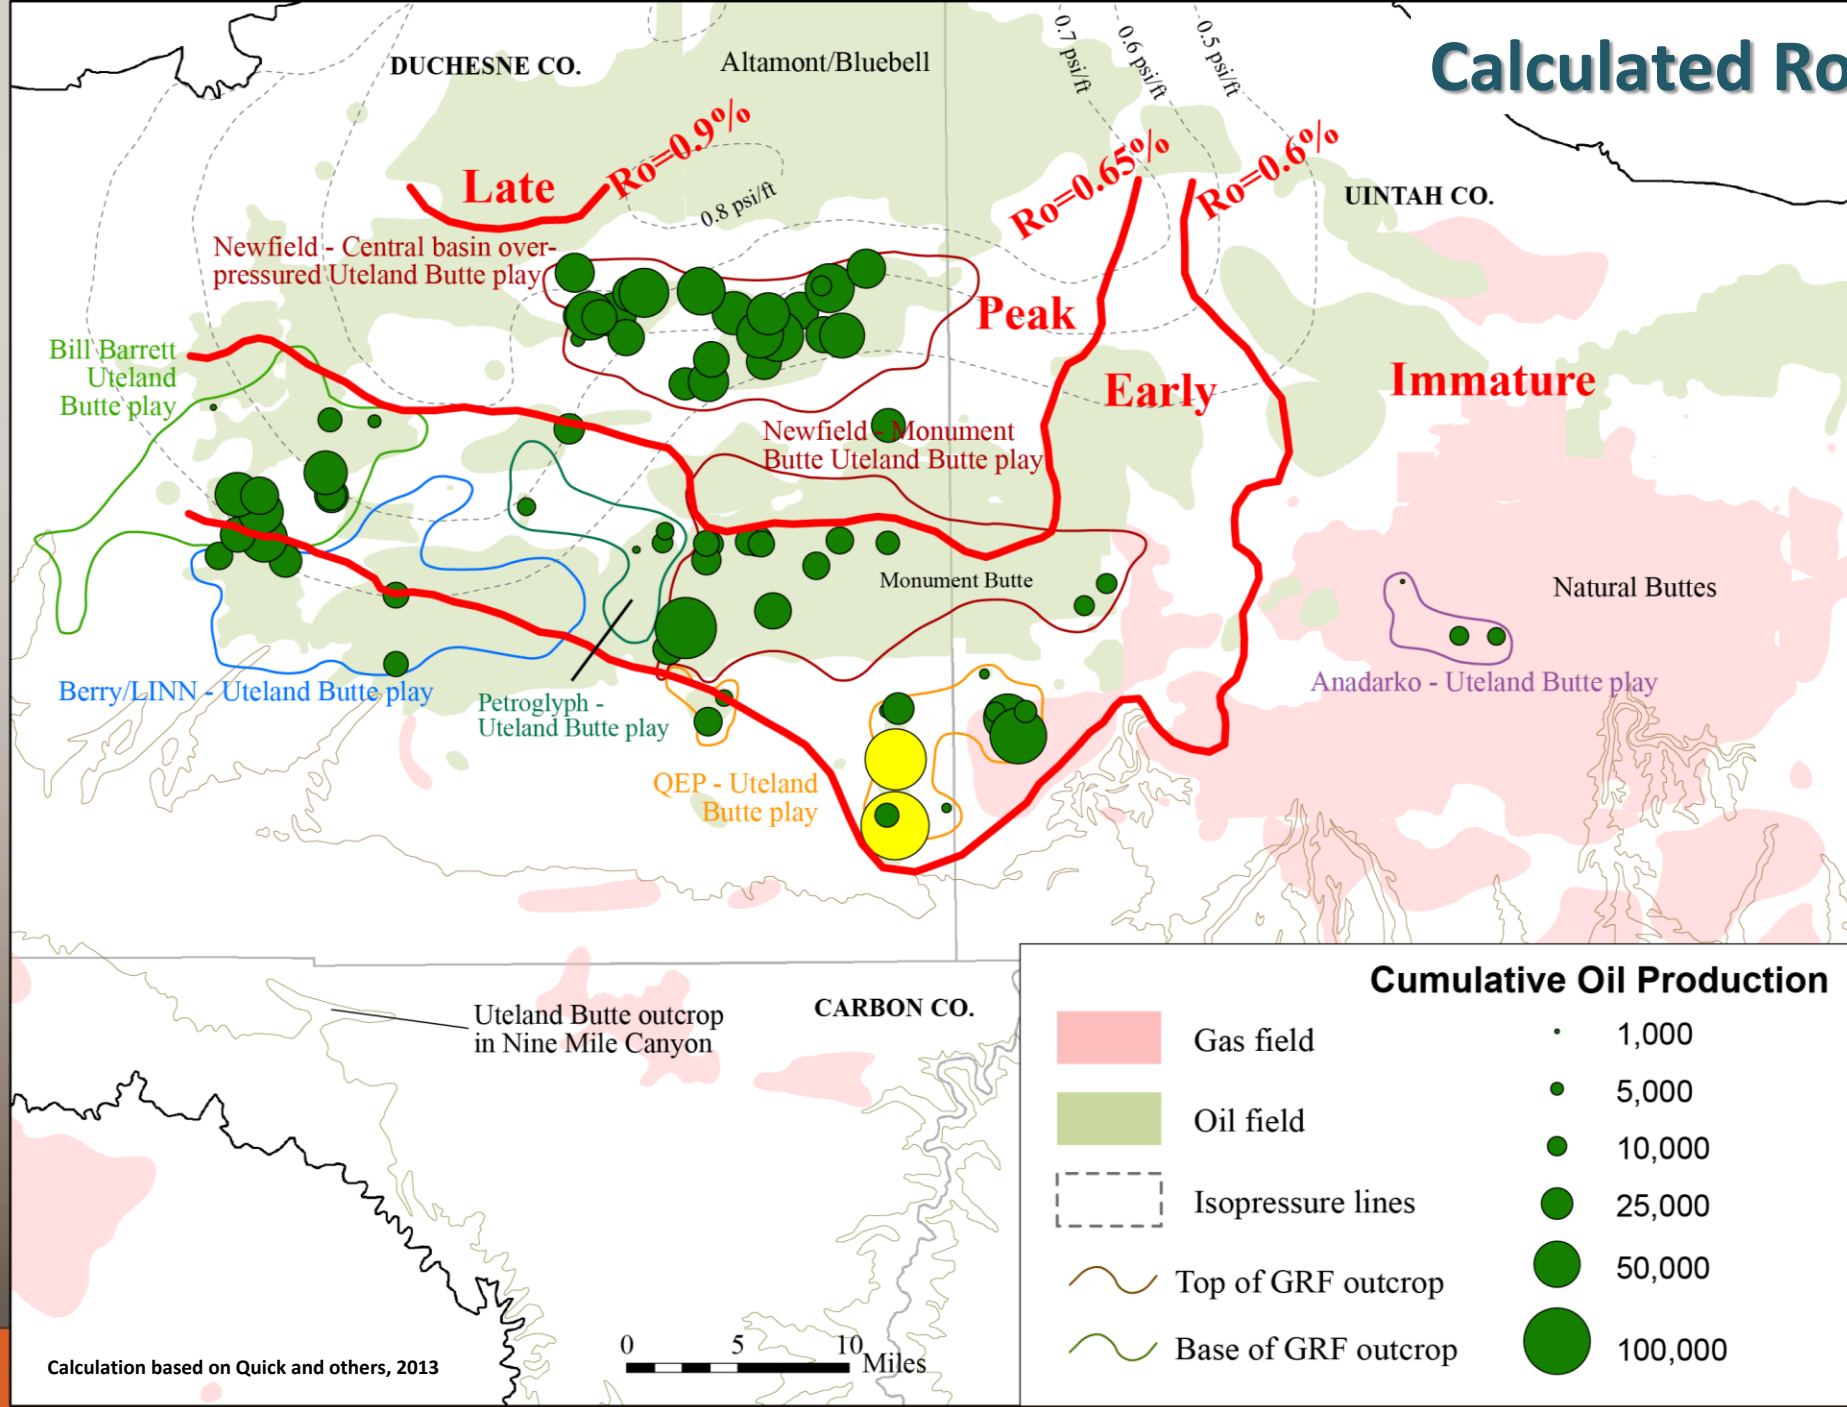 Calculated Ro
DUCHESNE CO.
Altamont/Bluebell
0.7 psi/ft
0.6 psi/ft
0.5 psi/ft
Late
Ro=0.9%
0.8 psi/ft
Ro=0.65%
Ro=0.6%
UINTAH CO.
Newfield - Central basin over-
pressured Uteland Butte play
Peak
Early
Immature
Bill Barrett
Uteland
Butte play
Newfield - Monument
Butte Uteland Butte play
Monument Butte
Natural Buttes
Berry/LINN - Uteland Butte play
Petroglyph -
Uteland Butte play
Anadarko - Uteland Butte play
QEP - Uteland
Butte play
Uteland Butte outcrop
in Nine Mile Canyon
CARBON CO.
Cumulative Oil Production
Gas field
Oil field
Isopressure lines
Top of GRF outcrop
Base of GRF outcrop
1,000
5,000
10,000
25,000
50,000
100,000
0 5 10
Miles
Calculation based on Quick and others, 2013